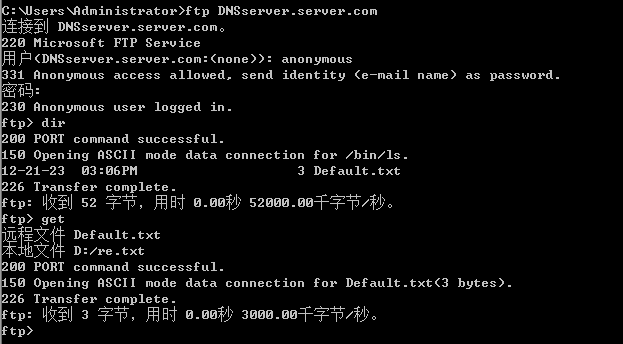 C:\Users\Administrator>ftp DNSserver.server.com
连接到 DNSserver.server.com。
220 Microsoft FTP Service
用户(DNSserver.server.com:(none)): anonymous
331 Anonymous access allowed, send identity (e-mail name) as password.
密码:
230 Anonymous user logged in.
ftp> dir
200 PORT command successful.
150 Opening ASCII mode data connection for /bin/ls.
12-21-23  03:06PM                    3 Default.txt
226 Transfer complete.
ftp: 收到 52 字节，用时 0.00秒 52000.00千字节/秒。
ftp> get
远程文件 Default.txt
本地文件 D:/re.txt
200 PORT command successful.
150 Opening ASCII mode data connection for Default.txt(3 bytes).
226 Transfer complete.
ftp: 收到 3 字节，用时 0.00秒 3000.00千字节/秒。
ftp>